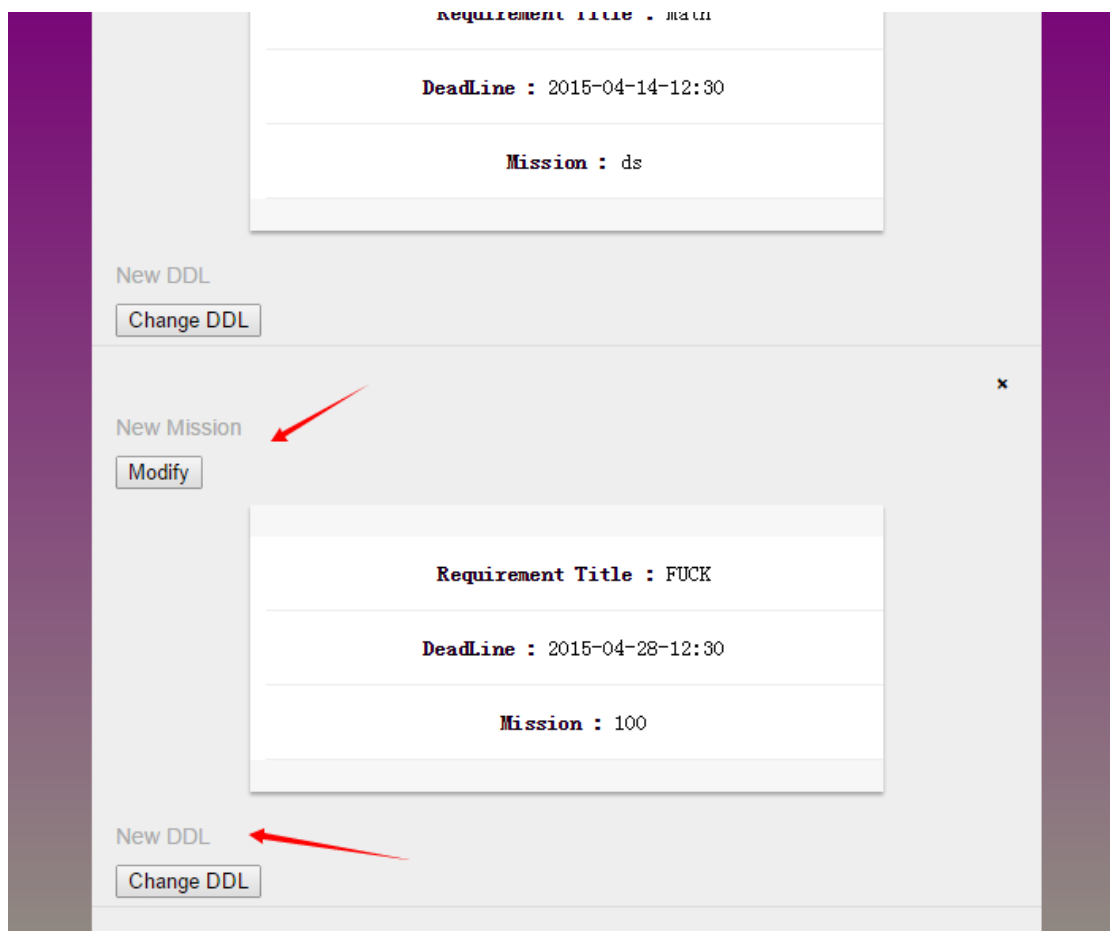 Requirement Title : math
DeadLine : 2015-04-14-12:30
Mission : ds
New DDL
Change DDL
×
New Mission
Modify
Requirement Title : FUCK
DeadLine : 2015-04-28-12:30
Mission : 100
New DDL
Change DDL